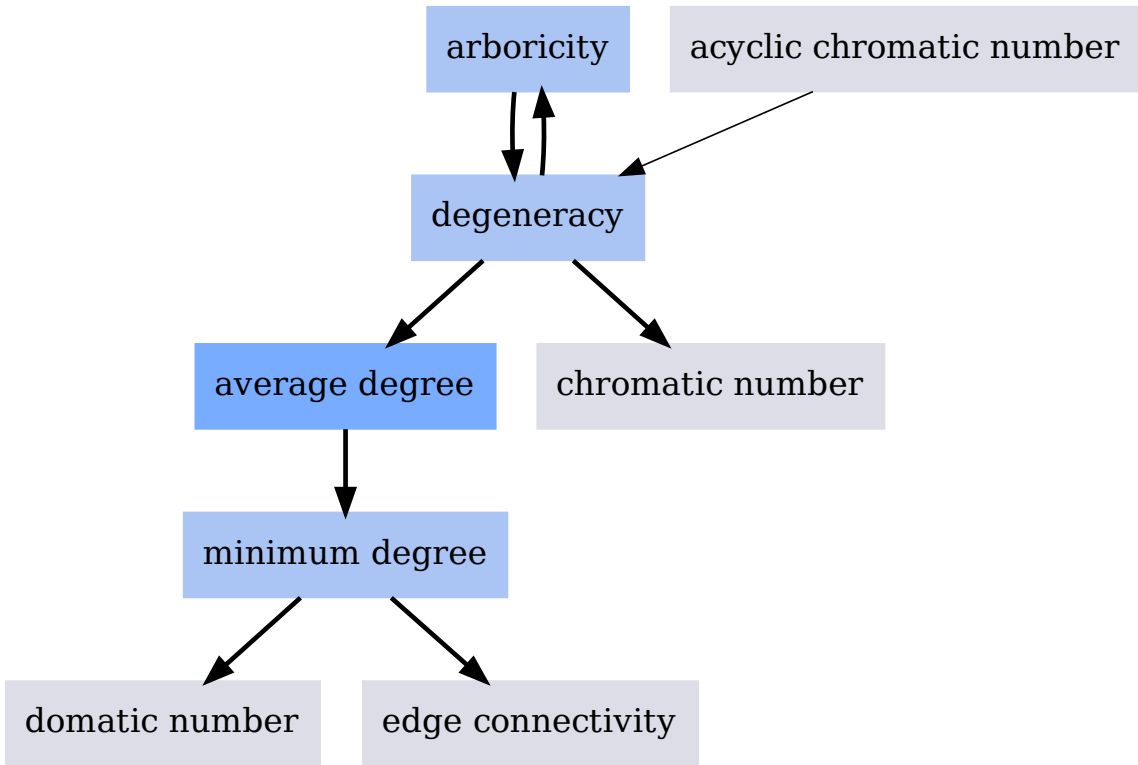 arboricity
acyclic chromatic number
degeneracy
average degree
chromatic number
minimum degree
domatic number
edge connectivity